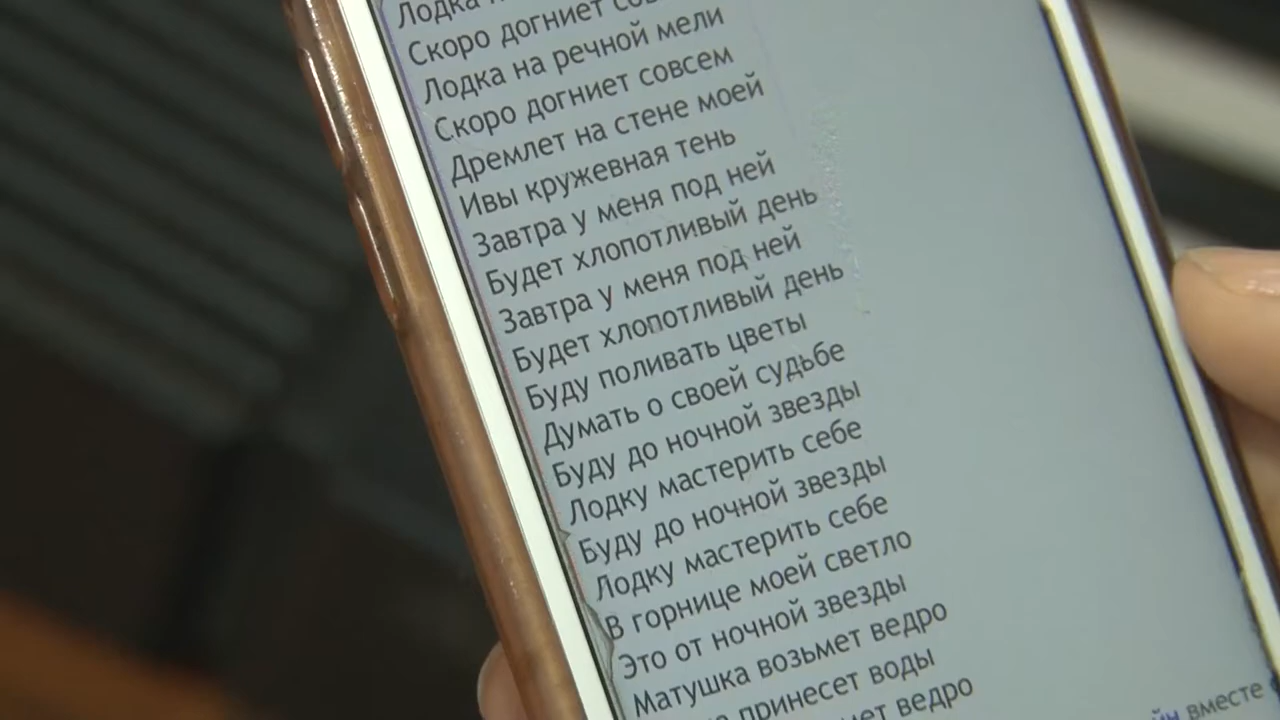 Лодка
Скоро догниет
Лодка на речной мели
Скоро догниет совсем
Дремлет на стене моей
Ивы кружевная тень
Завтра у меня под ней
Будет хлопотливый день
Завтра у меня под ней
Будет хлопотливый день
Буду поливать цветы
Думать о своей судьбе
Буду до ночной звезды
Лодку мастерить себе
Буду до ночной звезды
Лодку мастерить себе
В горнице моей светло
Это от ночной звезды
Матушка возьмет ведро
принесет воды
ведро
вместе